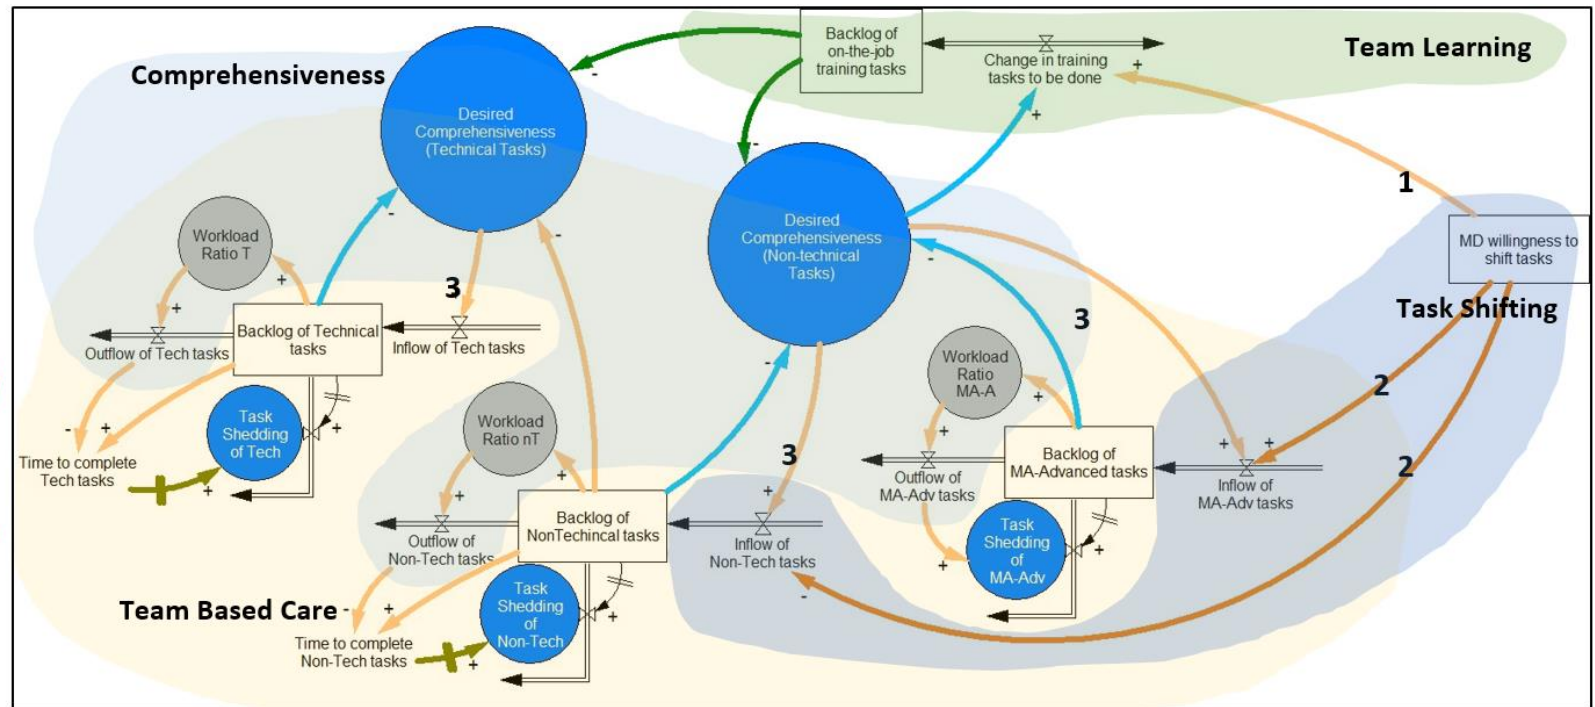 Comprehensiveness
Desired
Comprehensiveness
(Technical Tasks)
-
-
-
Backlog of
on-the-job
training tasks
-
Change in training
tasks to be done
+
+
Team Learning
Desired
Comprehensiveness
(Non-technical
Tasks)
-
-
1
MD willingness to
shift tasks
Task Shifting
2
2
Workload
Ratio T
+
+
Outflow of Tech tasks
Backlog of Technical
tasks
3
Inflow of Tech tasks
Task
Shedding
of Tech
+
-
+
Time to complete
Tech tasks
+
Workload
Ratio nT
+
+
Outflow of
Non-Tech tasks
Backlog of
NonTechincal tasks
3
+
Inflow of
Non-Tech tasks
-
Task
Shedding
of
Non-Tech
+
Team Based Care
-
+
Time to complete
Non-Tech tasks
+
3
Workload
Ratio
MA-A
+
+
Outflow of
MA-Adv tasks
Backlog of
MA-Advanced tasks
+
+
Inflow of
MA-Adv tasks
Task
Shedding
of
MA-Adv
+
+